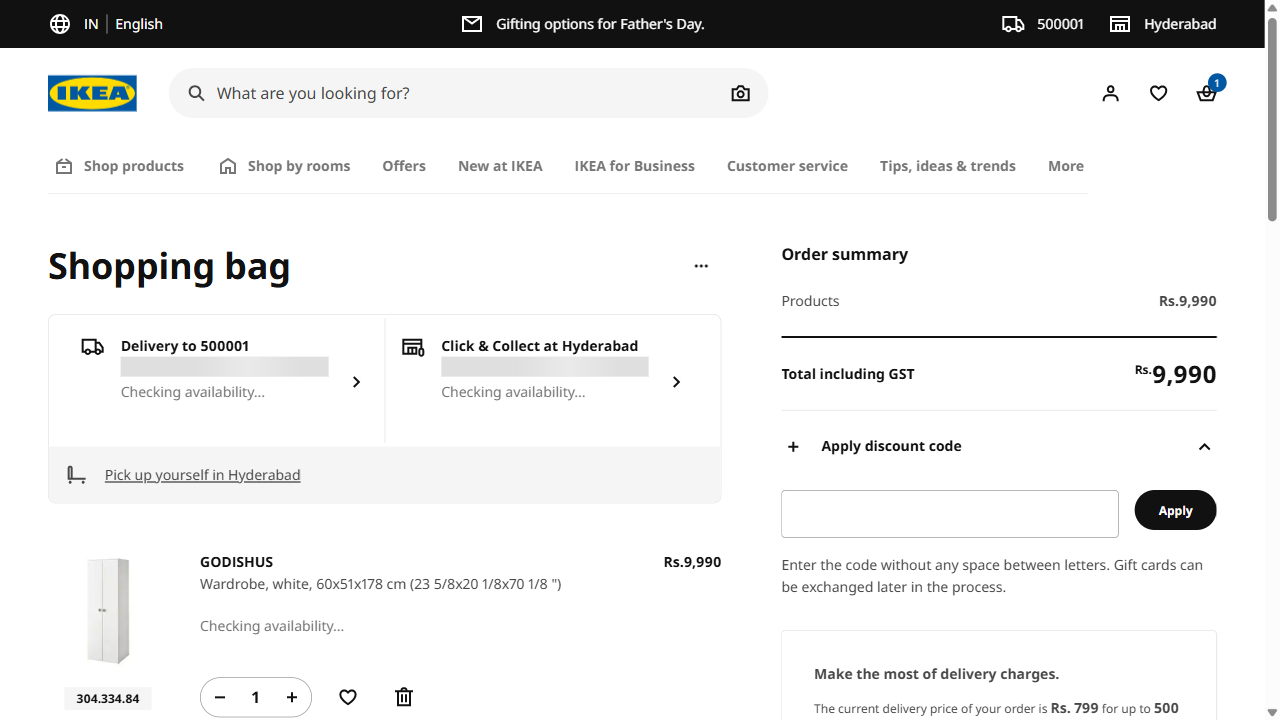 IN English
Gifting options for Father's Day.
500001
Hyderabad
IKEA
What are you looking for?
1
Shop products
Shop by rooms
Offers
New at IKEA
IKEA for Business
Customer service
Tips, ideas & trends
More
Shopping bag
Delivery to 500001
Checking availability...
Click & Collect at Hyderabad
Checking availability...
Pick up yourself in Hyderabad
GODISHUS
Rs.9,990
Wardrobe, white, 60x51x178 cm (23 5/8x20 1/8x70 1/8 ")
Checking availability...
304.334.84
1
Order summary
Products Rs.9,990
Total including GST Rs.9,990
Apply discount code
Apply
Enter the code without any space between letters. Gift cards can
be exchanged later in the process.
Make the most of delivery charges.
The current delivery price of your order is Rs. 799 for up to 500